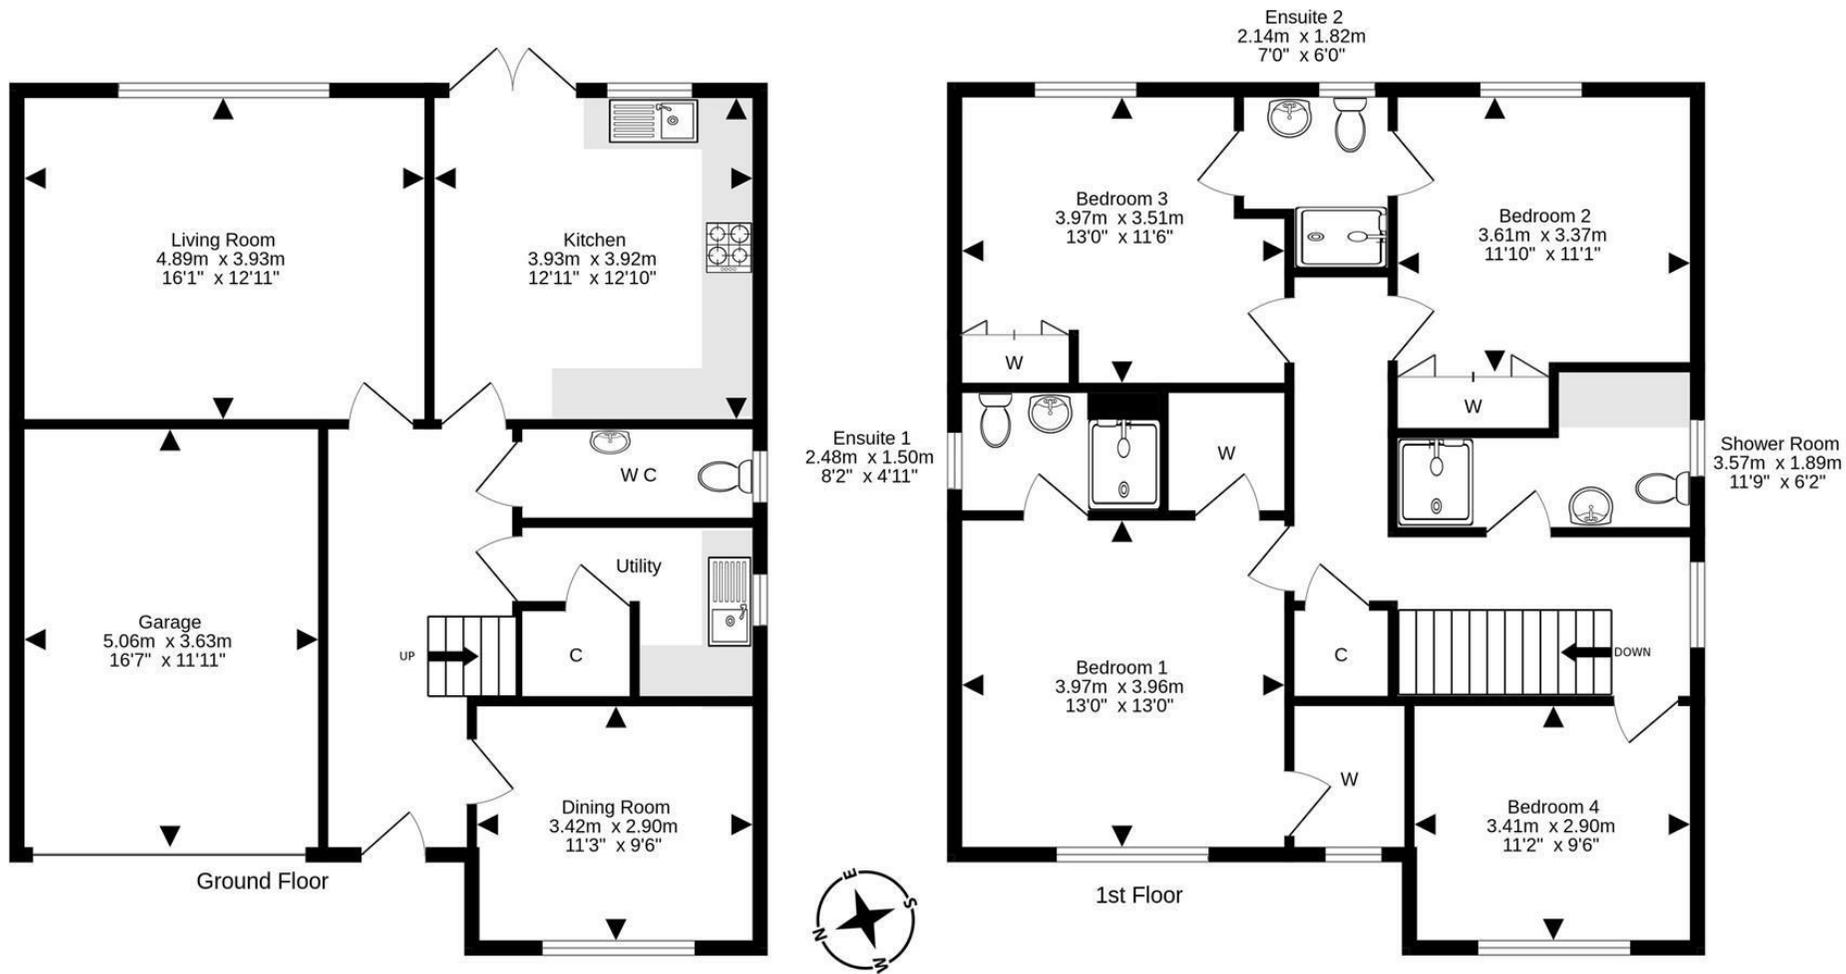 Ensuite 2
2.14m x 1.82m
7'0" x 6'0"
Living Room
4.89m x 3.93m
16'1" x 12'11"
Kitchen
3.93m x 3.92m
12'11" x 12'10"
W C
Utility
C
UP
Garage
5.06m x 3.63m
16'7" x 11'11"
Dining Room
3.42m x 2.90m
11'3" x 9'6"
Ground Floor
Bedroom 3
3.97m x 3.51m
13'0" x 11'6"
W
Bedroom 2
3.61m x 3.37m
11'10" x 11'1"
W
Ensuite 1
2.48m x 1.50m
8'2" x 4'11"
W
Shower Room
3.57m x 1.89m
11'9" x 6'2"
Bedroom 1
3.97m x 3.96m
13'0" x 13'0"
C
DOWN
W
Bedroom 4
3.41m x 2.90m
11'2" x 9'6"
1st Floor
E
S
N
W